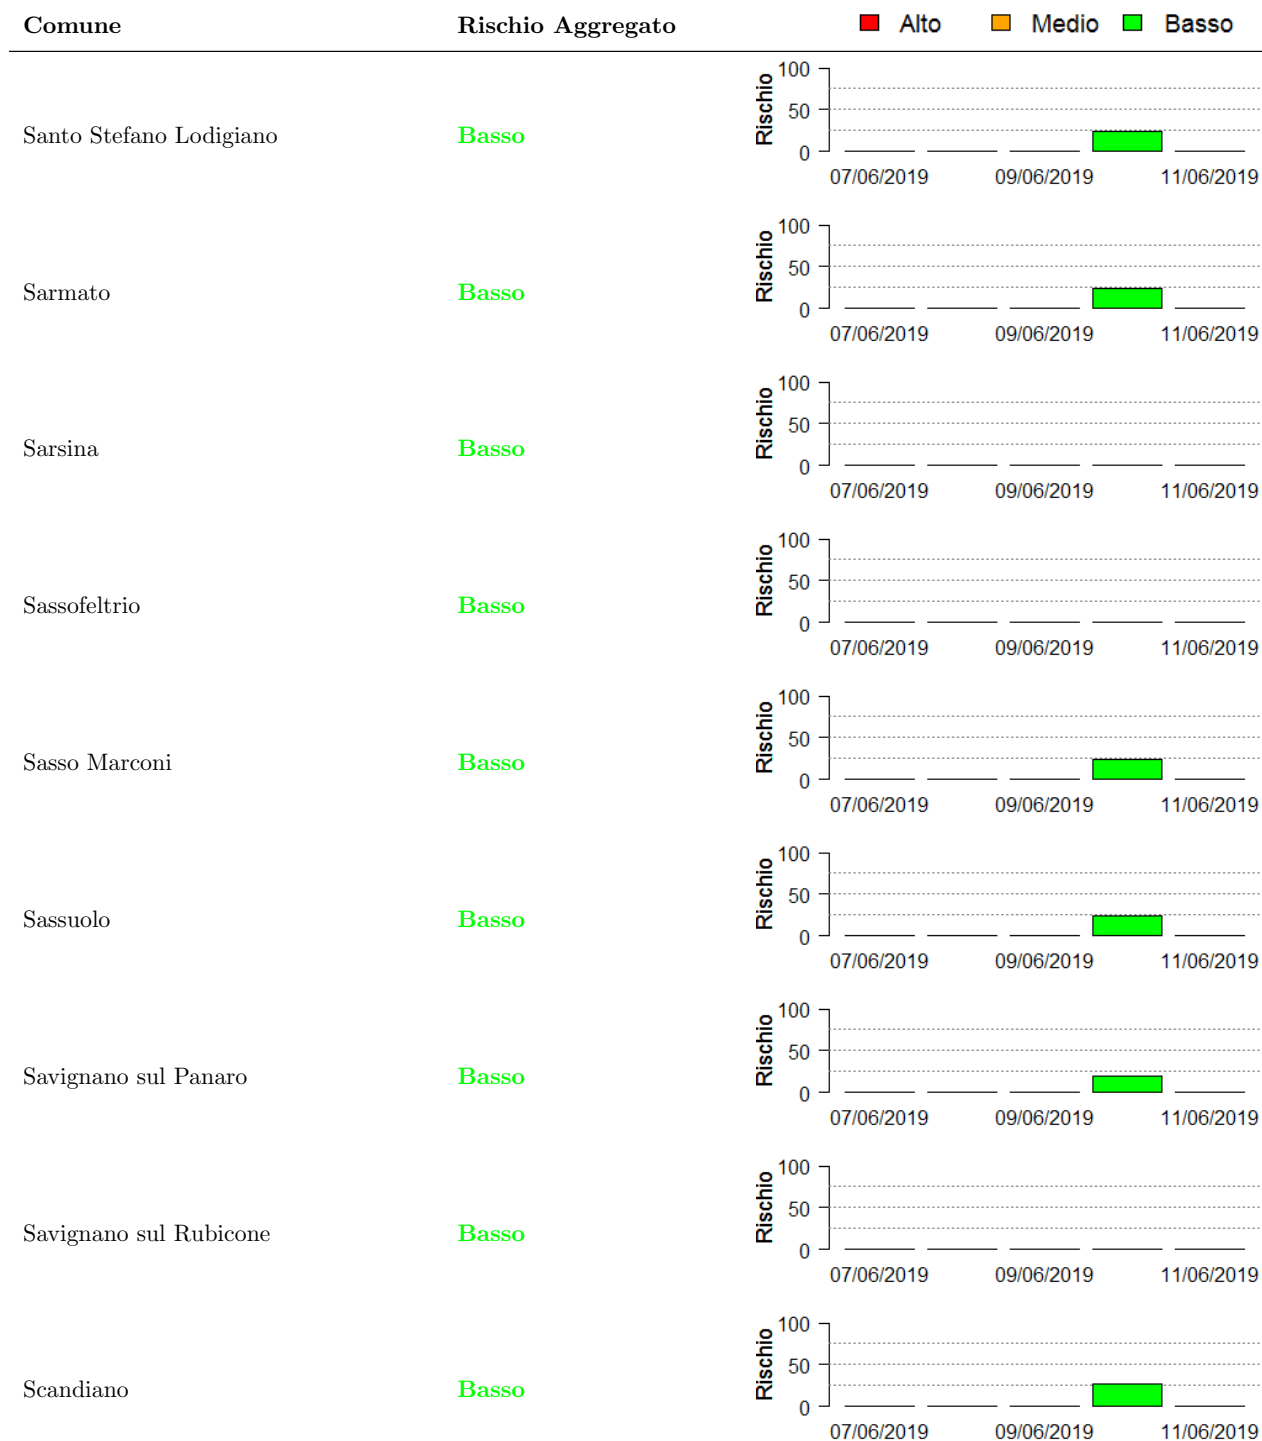 Comune Rischio Aggregato Alto Medio Basso
100
50
0
Rischio
Santo Stefano Lodigiano Basso
07/06/2019 09/06/2019 11/06/2019
100
50
0
Rischio
Sarmato Basso
07/06/2019 09/06/2019 11/06/2019
100
50
0
Rischio
Sarsina Basso
07/06/2019 09/06/2019 11/06/2019
100
50
0
Rischio
Sassofeltrio Basso
07/06/2019 09/06/2019 11/06/2019
100
50
0
Rischio
Sasso Marconi Basso
07/06/2019 09/06/2019 11/06/2019
100
50
0
Rischio
Sassuolo Basso
07/06/2019 09/06/2019 11/06/2019
100
50
0
Rischio
Savignano sul Panaro Basso
07/06/2019 09/06/2019 11/06/2019
100
50
0
Rischio
Savignano sul Rubicone Basso
07/06/2019 09/06/2019 11/06/2019
100
50
0
Rischio
Scandiano Basso
07/06/2019 09/06/2019 11/06/2019